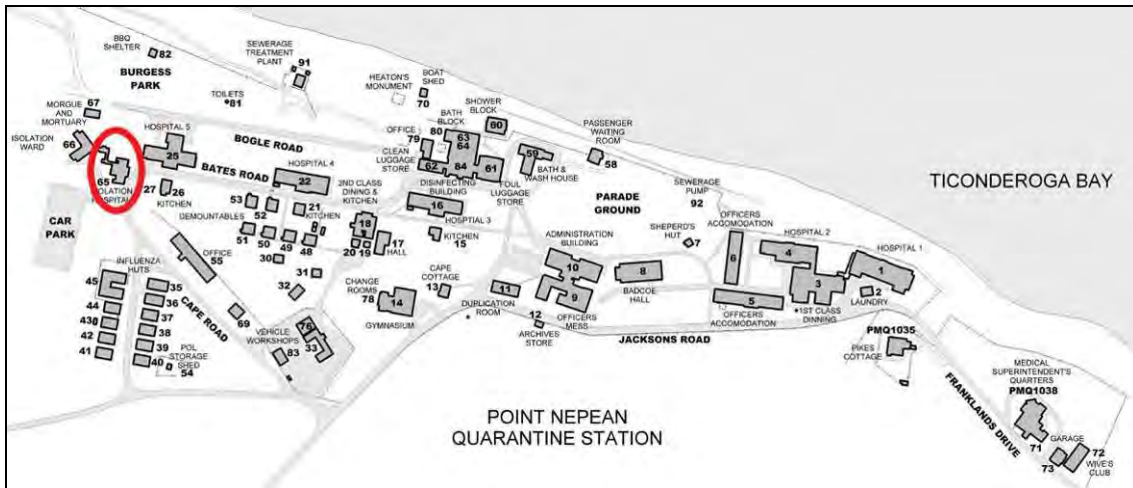 BBQ
SHELTER
82
BURGESS
PARK
SEWERAGE
TREATMENT
PLANT
91
TOILETS
81
HEATON'S
MONUMENT
BOAT
SHED
70
MORGUE
AND
MORTUARY
67
ISOLATION
WARD
66
65
ISOLATION
HOSPITAL
HOSPITAL 5
25
BOGLE ROAD
BATES ROAD
27
26
KITCHEN
CAR
PARK
HOSPITAL 4
22
OFFICE
79
80
CLEAN
LUGGAGE
STORE
BATH
BLOCK
63
64
62
84
61
SHOWER
BLOCK
60
DISINFECTING
BUILDING
FOUL
LUGGAGE
STORE
59
BATH &
WASH HOUSE
PASSENGER
WAITING
ROOM
58
PARADE
GROUND
TICONDEROGA BAY
53
52
21
KITCHEN
DEMOUNTABLES
51
50
49
48
30
31
32
2ND CLASS
DINING &
KITCHEN
18
20
19
17
HALL
16
HOSPTIAL 3
KITCHEN
15
SEWERAGE
PUMP
92
SHEPERD'S
HUT
7
OFFICERS
ACCOMODATION
6
HOSPITAL 2
4
HOSPITAL 1
1
3
2
LAUNDRY
1ST CLASS
DINNING
5
OFFICERS
ACCOMODATION
ADMINISTRATION
BUILDING
10
9
OFFICERS
MESS
8
BADCOE
HALL
CAPE
COTTAGE
13
11
DUPLICATION
ROOM
12
ARCHIVES
STORE
JACKSONS ROAD
CHANGE
ROOMS
78
14
GYMNASIUM
OFFICE
55
INFLUENZA
HUTS
45
44
43
42
41
35
36
37
38
39
40
POL
STORAGE
SHED
54
CAPE ROAD
69
VEHICLE
WORKSHOPS
76
33
83
PMQ1035
PIKES
COTTAGE
FRANKLANDS DRIVE
MEDICAL
SUPERINTENDENT'S
QUARTERS
PMQ1038
71
GARAGE
73
72
WIVE'S
CLUB
POINT NEPEAN
QUARANTINE STATION